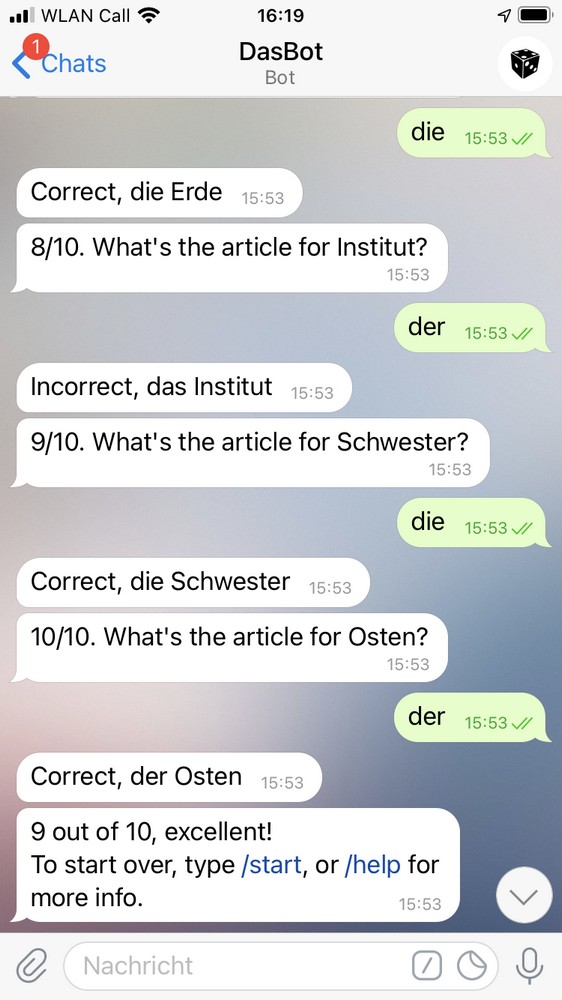 WLAN Call 16:19
1
Chats
DasBot
Bot
die 15:53
Correct, die Erde 15:53
8/10. What's the article for Institut?
15:53
der 15:53
Incorrect, das Institut 15:53
9/10. What's the article for Schwester?
15:53
die 15:53
Correct, die Schwester 15:53
10/10. What's the article for Osten?
15:53
der 15:53
Correct, der Osten 15:53
9 out of 10, excellent!
To start over, type /start, or /help for
more info. 15:53
Nachricht